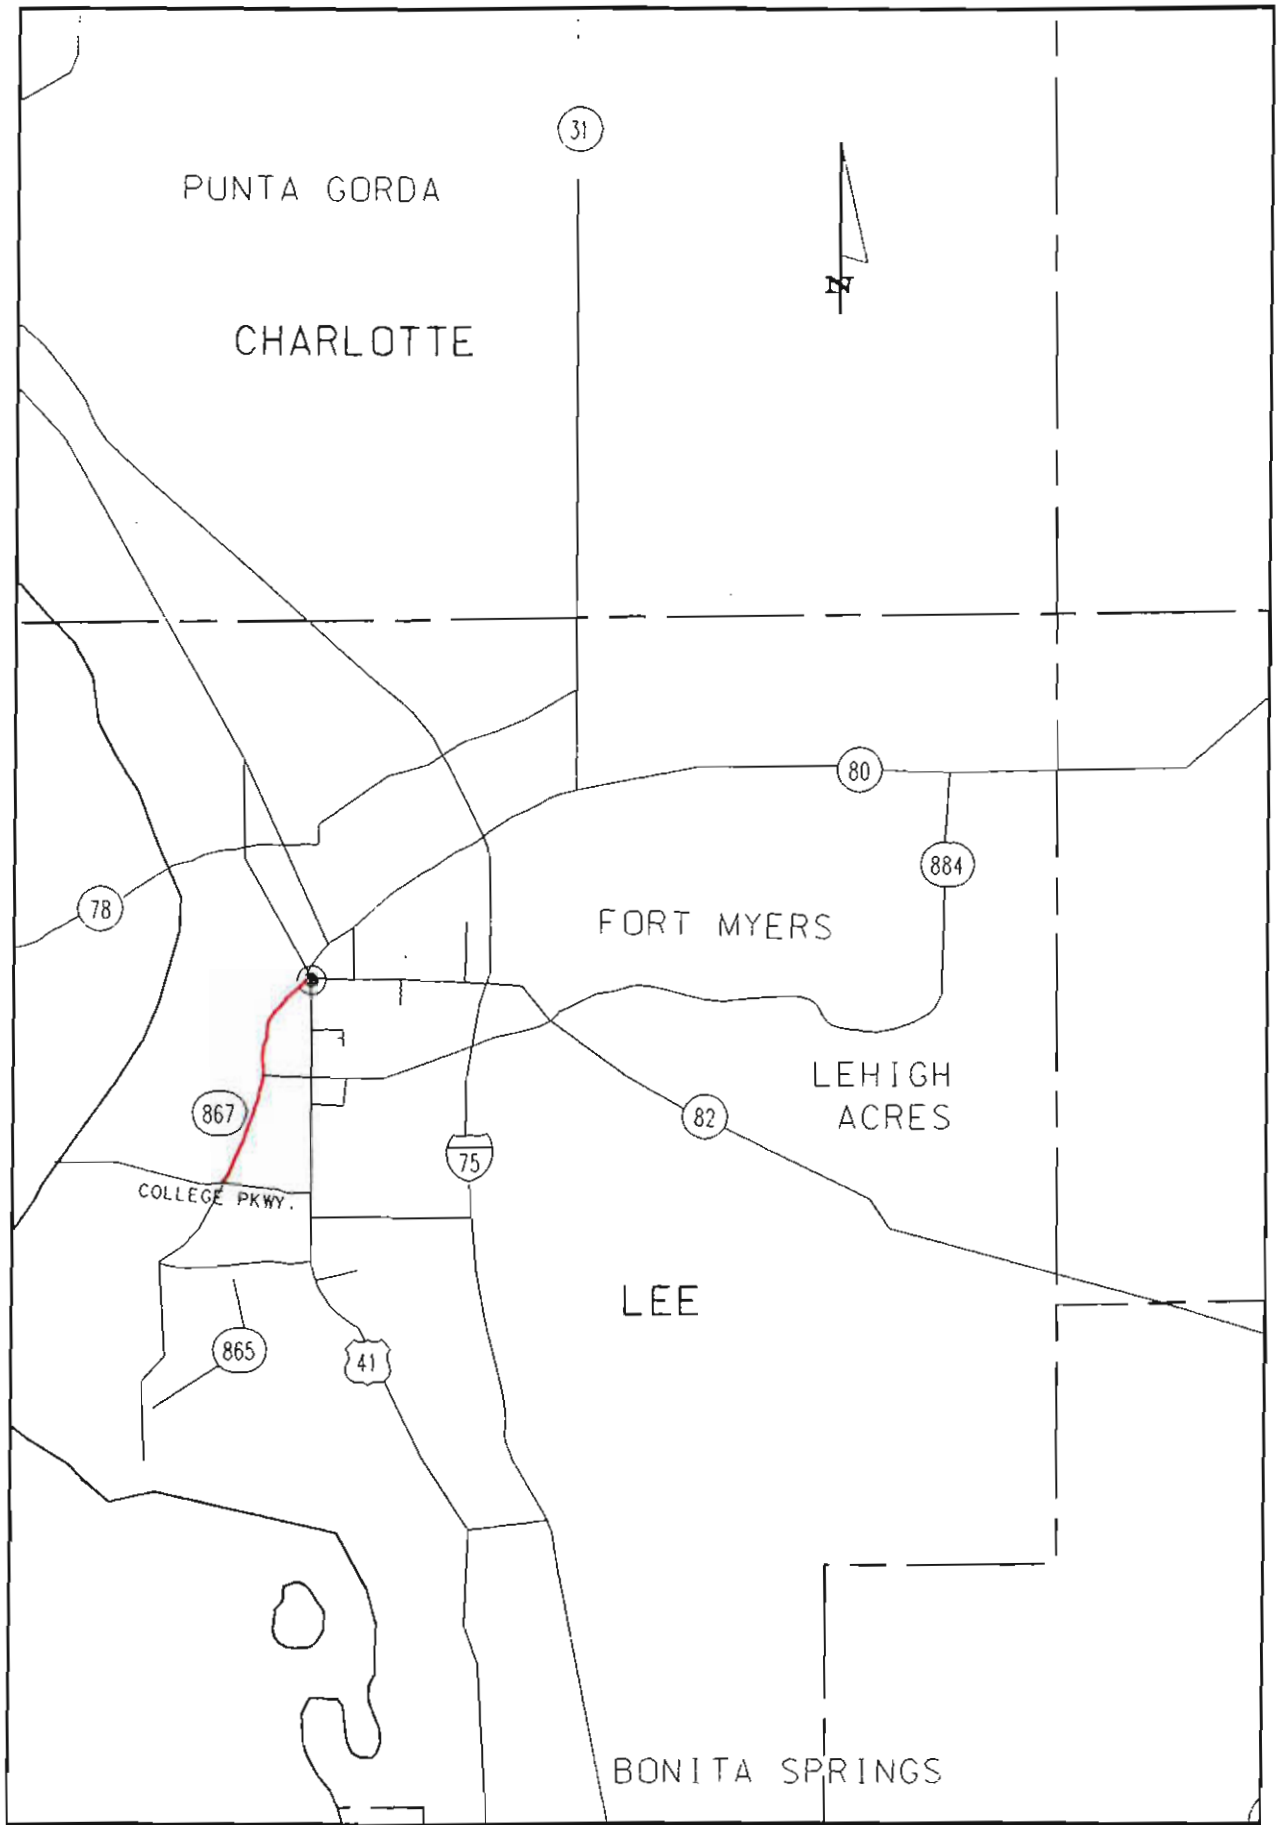 31
PUNTA GORDA
N
CHARLOTTE
80
884
78
FORT MYERS
LEHIGH
ACRES
867
82
75
COLLEGE PKWY.
LEE
865
41
BONITA SPRINGS